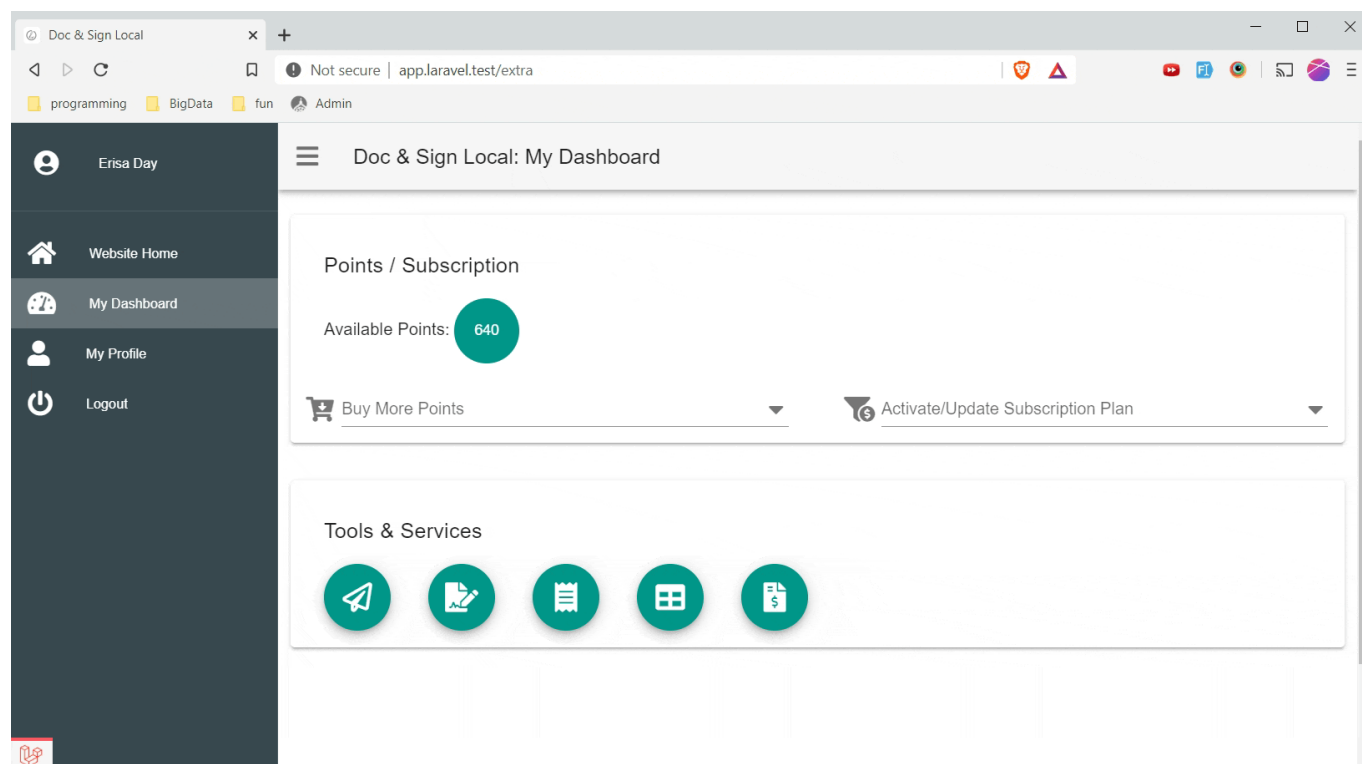 Doc & Sign Local
Not secure | app.laravel.test/extra
programming BigData fun Admin
Erisa Day
Website Home
My Dashboard
My Profile
Logout
Doc & Sign Local: My Dashboard
Points / Subscription
Available Points: 640
Buy More Points
Activate/Update Subscription Plan
Tools & Services